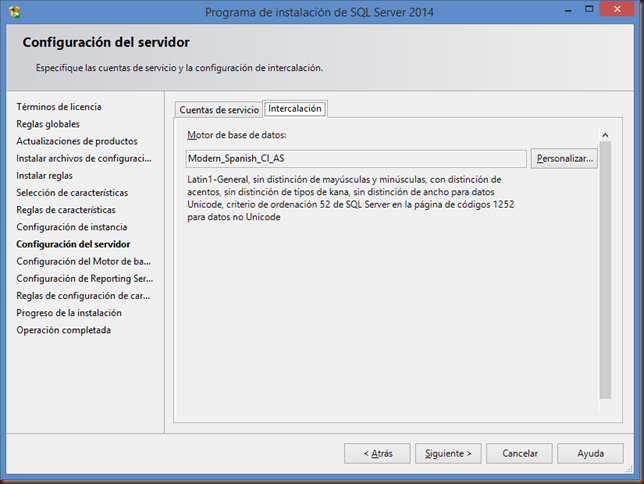 Programa de instalación de SQL Server 2014
Configuración del servidor
Especifique las cuentas de servicio y la configuración de intercalación.
Términos de licencia
Reglas globales
Actualizaciones de productos
Instalar archivos de configuraci...
Instalar reglas
Selección de características
Reglas de características
Configuración de instancia
Configuración del servidor
Configuración del Motor de ba...
Configuración de Reporting Ser...
Reglas de configuración de car...
Progreso de la instalación
Operación completada
Cuentas de servicio Intercalación
Motor de base de datos:
Modern_Spanish_CI_AS Personalizar...
Latin1-General, sin distinción de mayúsculas y minúsculas, con distinción de
acentos, sin distinción de tipos de kana, sin distinción de ancho para datos
Unicode, criterio de ordenación 52 de SQL Server en la página de códigos 1252
para datos no Unicode
< Atrás Siguiente > Cancelar Ayuda